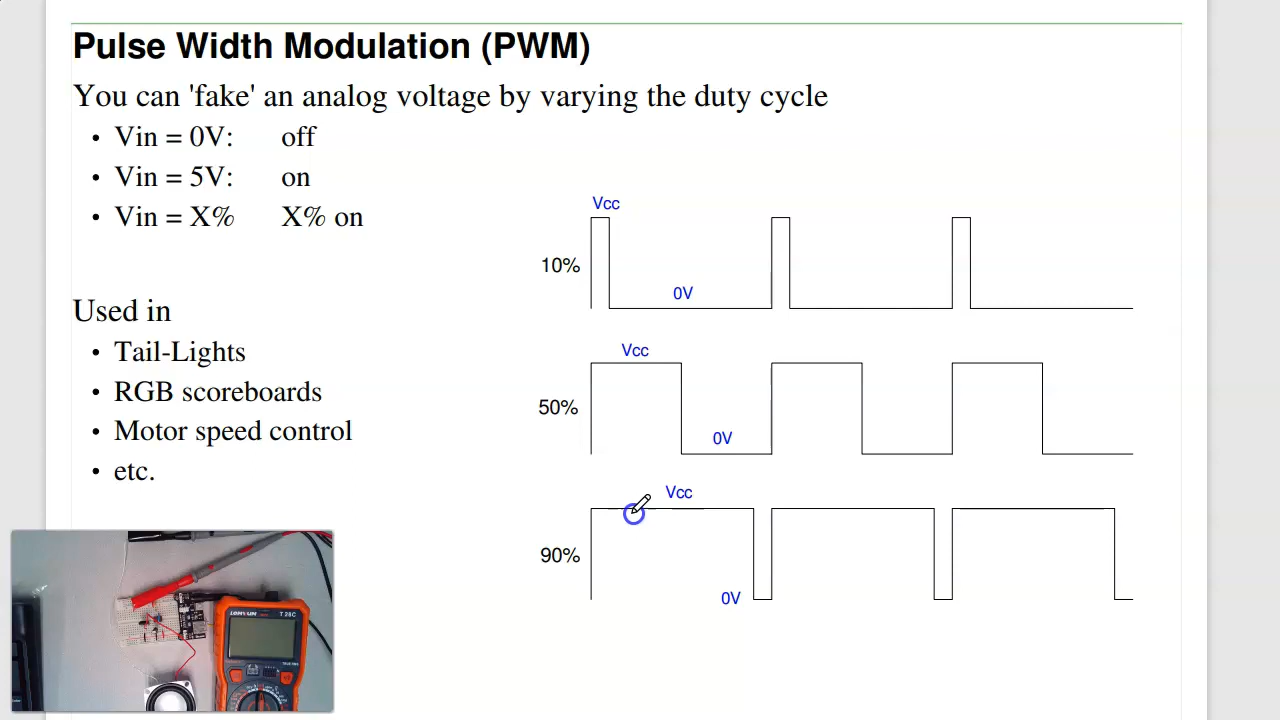 Pulse Width Modulation (PWM)
You can 'fake' an analog voltage by varying the duty cycle
• Vin = 0V: off
• Vin = 5V: on
• Vin = X% X% on
Used in
• Tail-Lights
• RGB scoreboards
• Motor speed control
• etc.
Vcc
10%
0V
Vcc
50%
0V
Vcc
90%
0V
T 28C